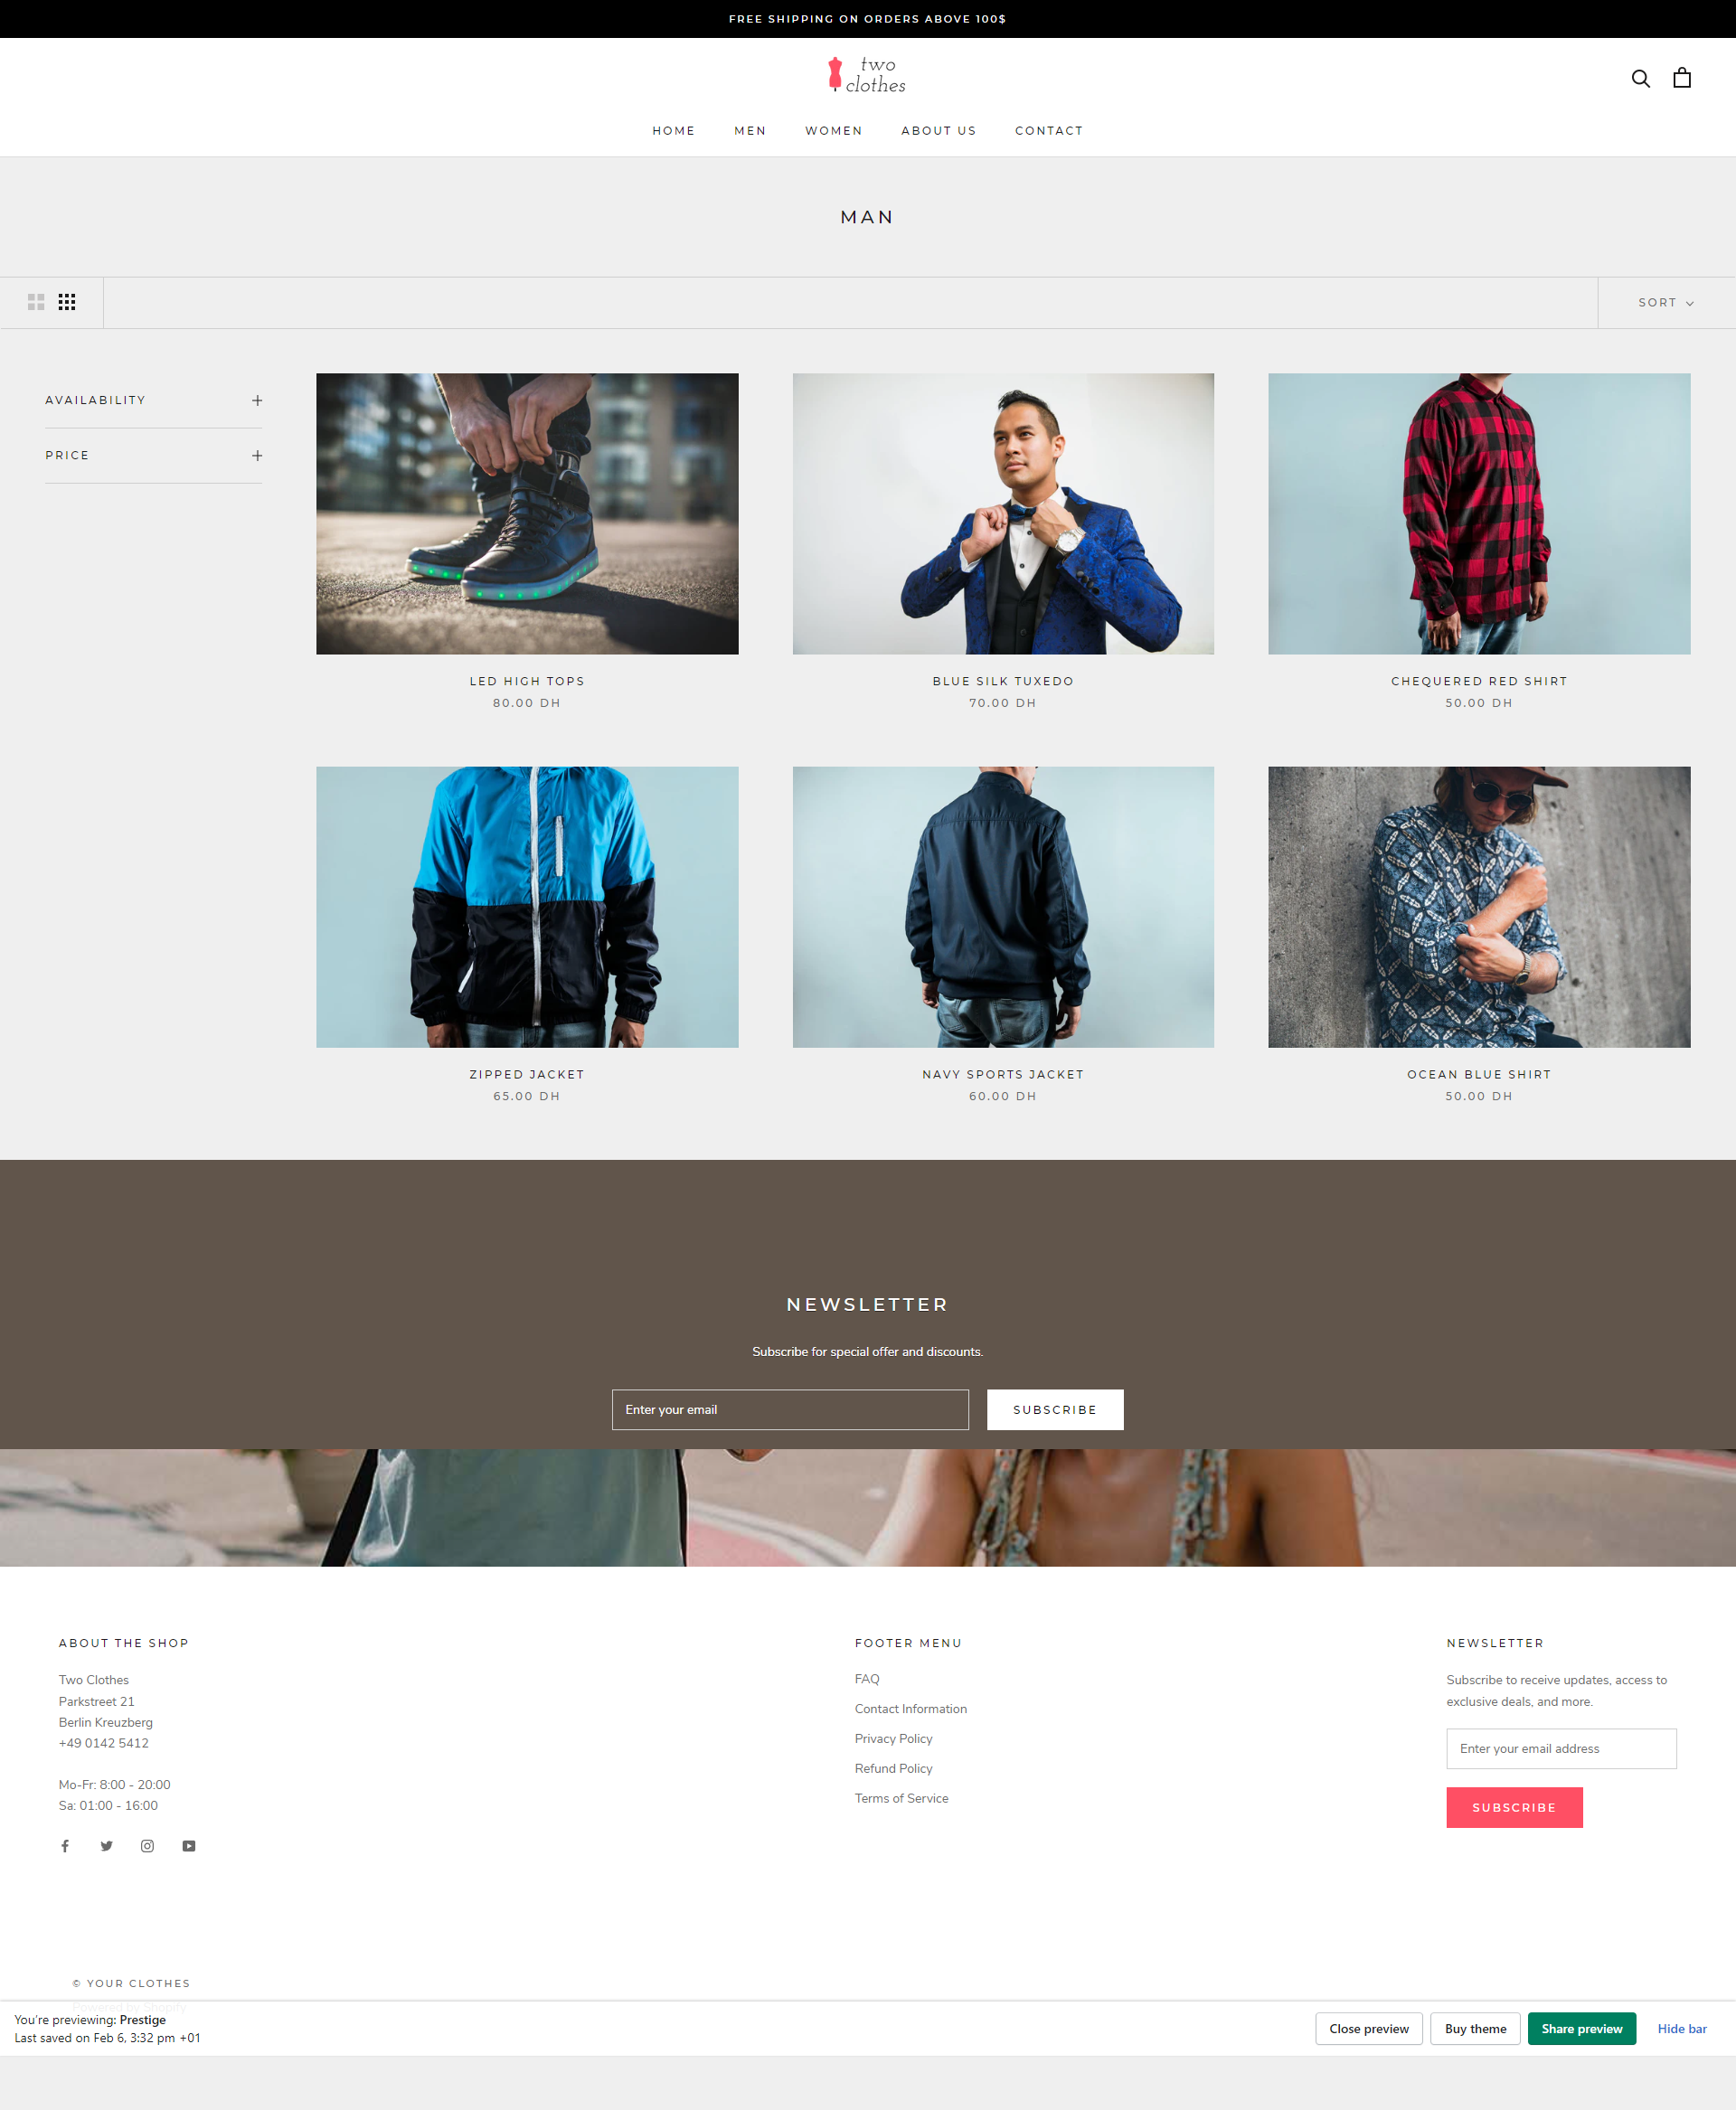 FREE SHIPPING ON ORDERS ABOVE 100$
two
clothes
HOME MEN WOMEN ABOUT US CONTACT
MAN
SORT
AVAILABILITY
PRICE
LED HIGH TOPS
80.00 DH
BLUE SILK TUXEDO
70.00 DH
CHEQUERED RED SHIRT
50.00 DH
ZIPPED JACKET
65.00 DH
NAVY SPORTS JACKET
60.00 DH
OCEAN BLUE SHIRT
50.00 DH
NEWSLETTER
Subscribe for special offer and discounts.
Enter your email
SUBSCRIBE
ABOUT THE SHOP
Two Clothes
Parkstreet 21
Berlin Kreuzberg
+49 0142 5412
Mo-Fr: 8:00 - 20:00
Sa: 01:00 - 16:00
FOOTER MENU
FAQ
Contact Information
Privacy Policy
Refund Policy
Terms of Service
NEWSLETTER
Subscribe to receive updates, access to
exclusive deals, and more.
Enter your email address
SUBSCRIBE
© YOUR CLOTHES
Powered by Shopify
You're previewing: Prestige
Last saved on Feb 6, 3:32 pm +01
Close preview
Buy theme
Share preview
Hide bar